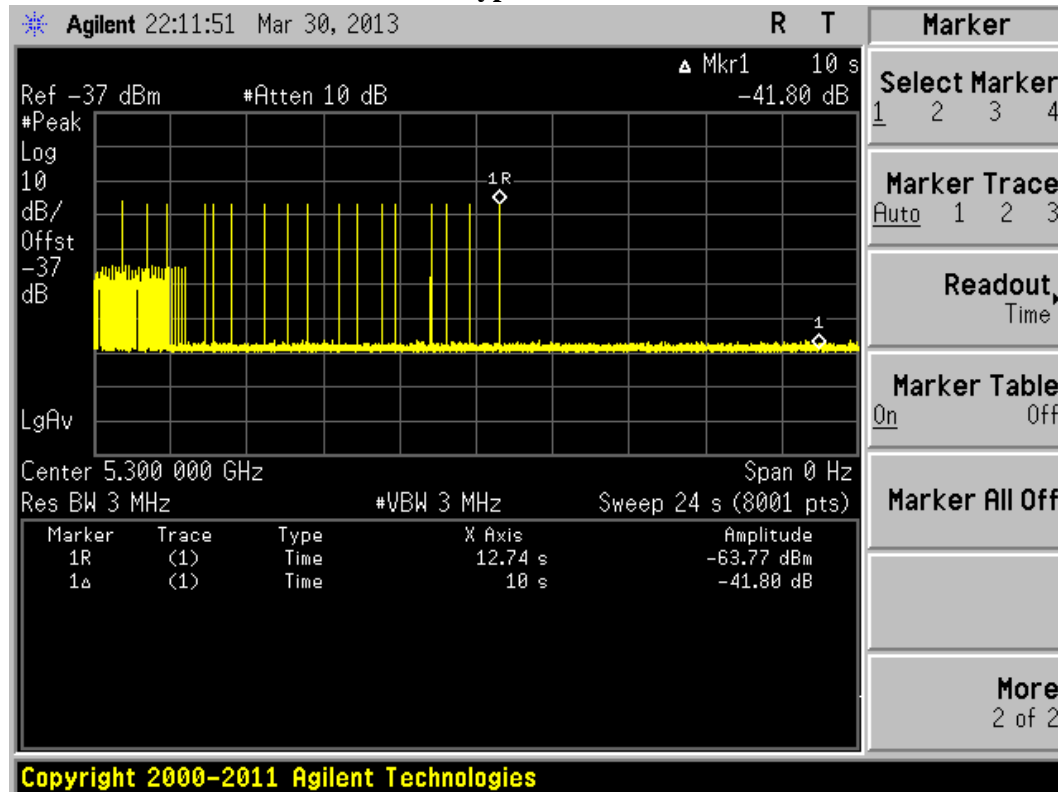 Agilent 22:11:51 Mar 30, 2013 R T
Marker
Δ Mkr1 10 s
Ref -37 dBm #Atten 10 dB -41.80 dB
#Peak
Log
10
dB/
Offst
-37
dB
1R
1
LgAv
Center 5.300 000 GHz Span 0 Hz
Res BW 3 MHz #VBW 3 MHz Sweep 24 s (8001 pts)
Marker Trace Type X Axis Amplitude
1R (1) Time 12.74 s -63.77 dBm
1Δ (1) Time 10 s -41.80 dB
Select Marker
1 2 3 4
Marker Trace
Auto 1 2 3
Readout
Time
Marker Table
On Off
Marker All Off
More
2 of 2
Copyright 2000-2011 Agilent Technologies